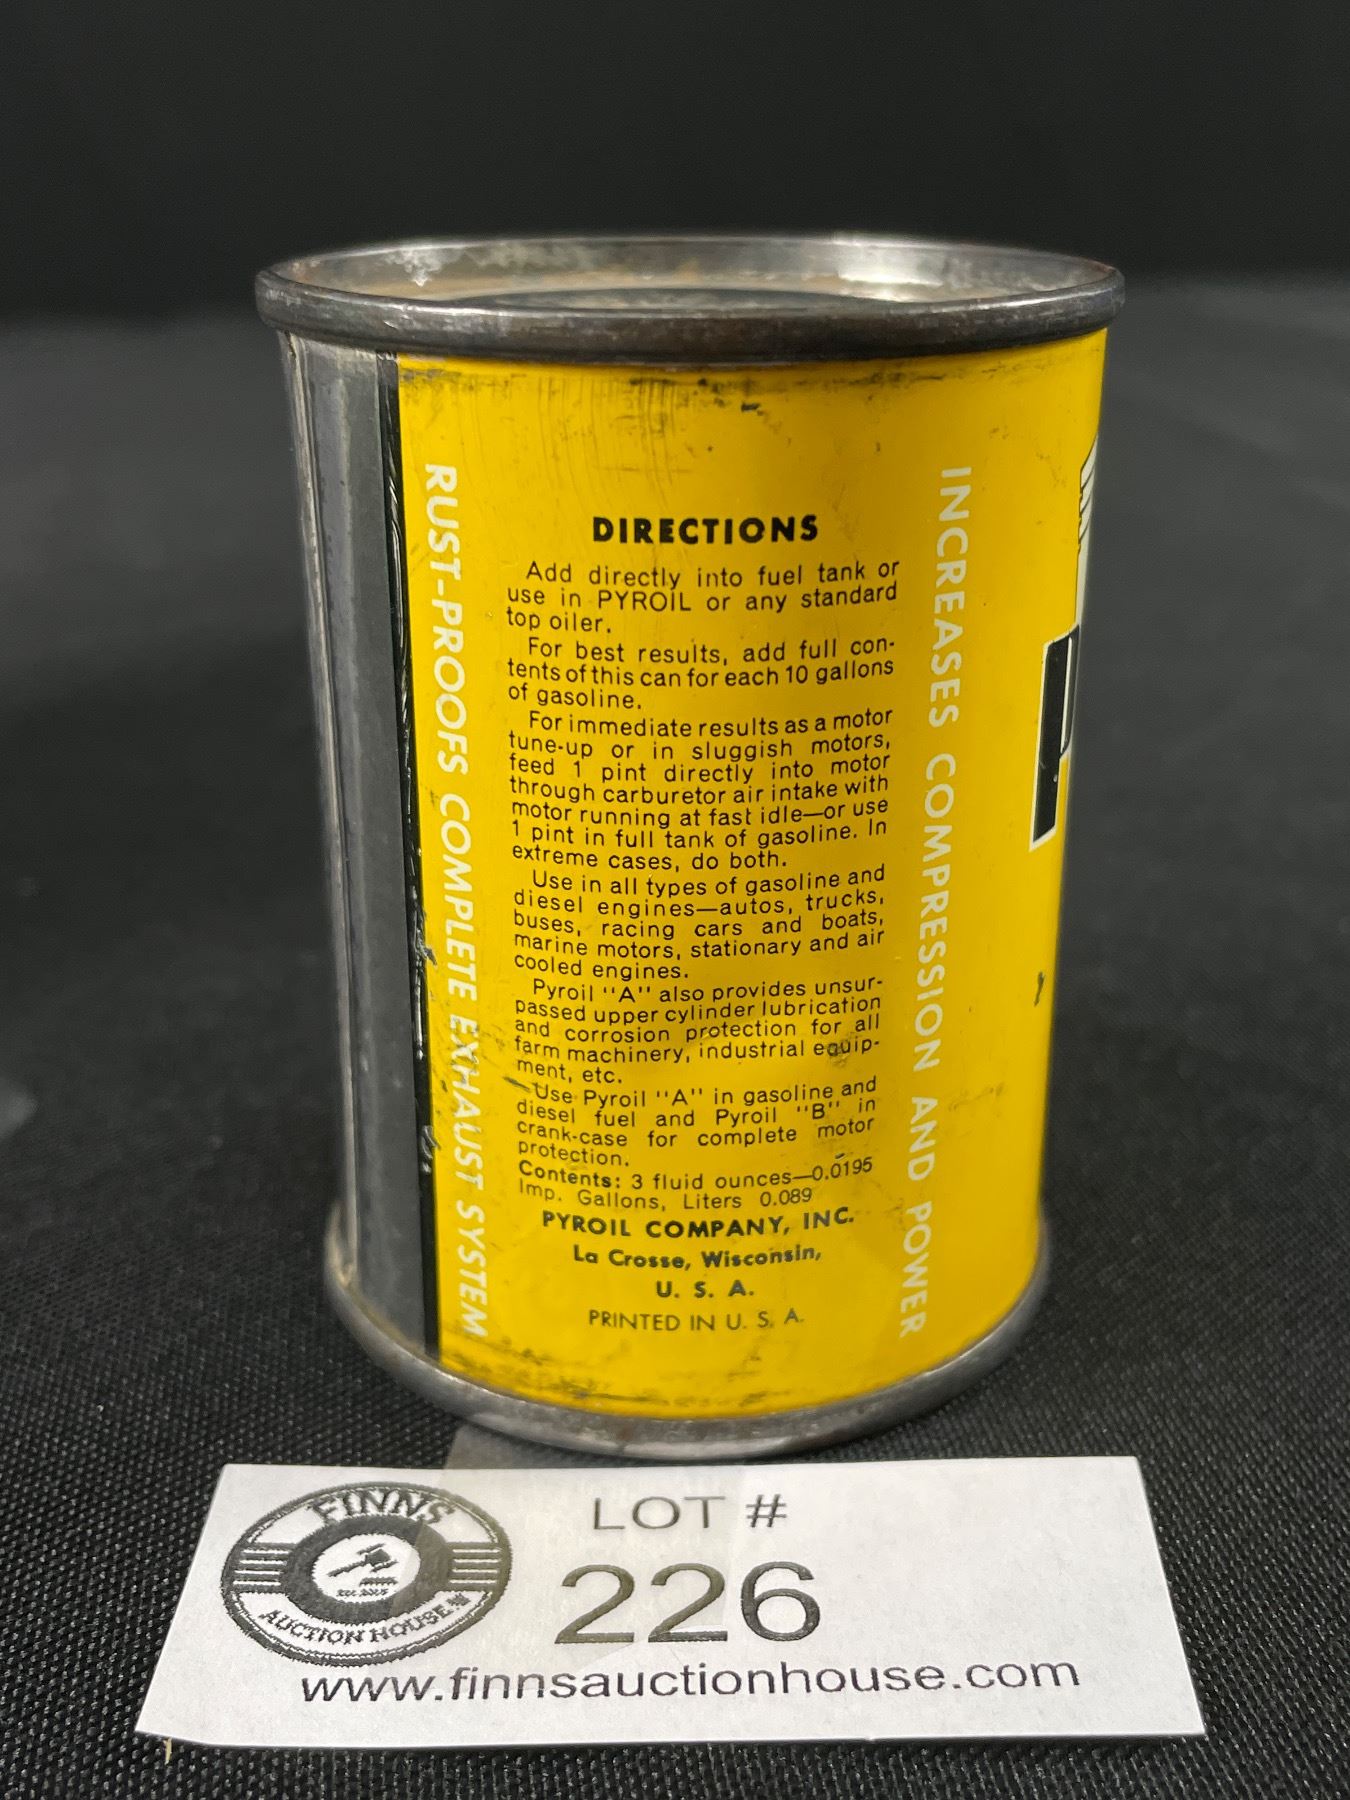 RUST-PROOFS COMPLETE EXHAUST SYSTEM
DIRECTIONS
Add directly into fuel tank or
use in PYROIL or any standard
top oiler.
For best results, add full con-
tents of this can for each 10 gallons
of gasoline.
For immediate results as a motor
tune-up or in sluggish motors,
feed 1 pint directly into motor
through carburetor air intake with
motor running at fast idle—or use
1 pint in full tank of gasoline. In
extreme cases, do both.
Use in all types of gasoline and
diesel engines—autos, trucks,
buses, racing cars and boats,
marine motors, stationary and air
cooled engines.
Pyroil "A" also provides unsur-
passed upper cylinder lubrication
and corrosion protection for all
farm machinery, industrial equip-
ment, etc.
Use Pyroil "A" in gasoline and
diesel fuel and Pyroil "B" in
crank-case for complete motor
protection.
Contents: 3 fluid ounces—0.0195
Imp. Gallons, Liters 0.089
PYROIL COMPANY, INC.
La Crosse, Wisconsin,
U. S. A.
PRINTED IN U. S. A.
INCREASES COMPRESSION AND POWER
P
FINNS
AUCTION HOUSE
LOT #
226
www.finnsauctionhouse.com